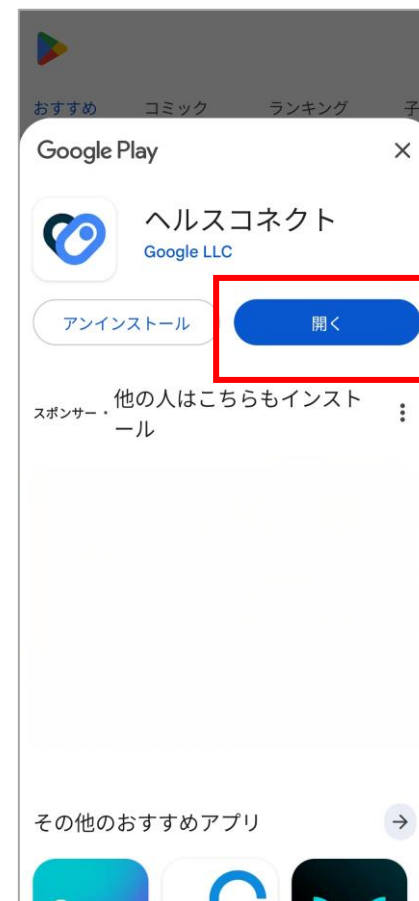 おすすめ コミック ランキング 子
Google Play
ヘルスコネクト
Google LLC
アンインストール 開く
スポンサー・他の人はこちらもインスト
ール
その他のおすすめアプリ